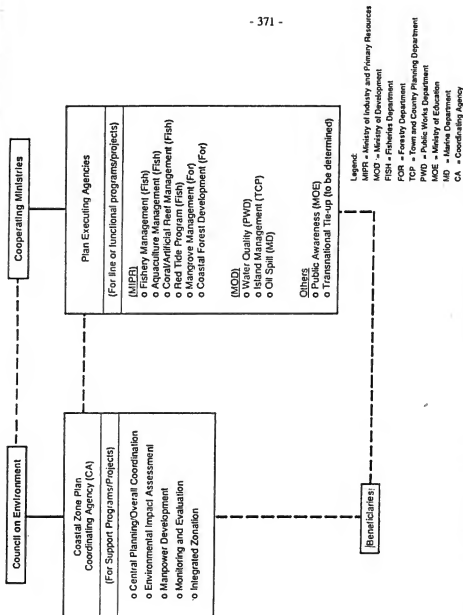 - 371 -
Council on Environment
Cooperating Ministries
Coastal Zone Plan
Coordinating Agency (CA)
(For Support Programs/Projects)
o Central Planning/Overall Coordination
o Environmental Impact Assessment
o Manpower Development
o Monitoring and Evaluation
o Integrated Zonation
Plan Executing Agencies
(For line or functional programs/projects)
(MIPR)
o Fishery Management (Fish)
o Aquaculture Management (Fish)
o Coral/Artificial Reef Management (Fish)
o Red Tide Program (Fish)
o Mangrove Management (For)
o Coastal Forest Development (For)
(MOD)
o Water Quality (PWD)
o Island Management (TCP)
o Oil Spill (MD)
Others
o Public Awareness (MOE)
o Transnational Tie-up (to be determined)
Beneficiaries
Legend:
MIPR = Ministry of Industry and Primary Resources
MOD = Ministry of Development
FISH = Fisheries Department
FOR = Forestry Department
TCP = Town and Country Planning Department
PWD = Public Works Department
MOE = Ministry of Education
MD = Marine Department
CA = Coordinating Agency